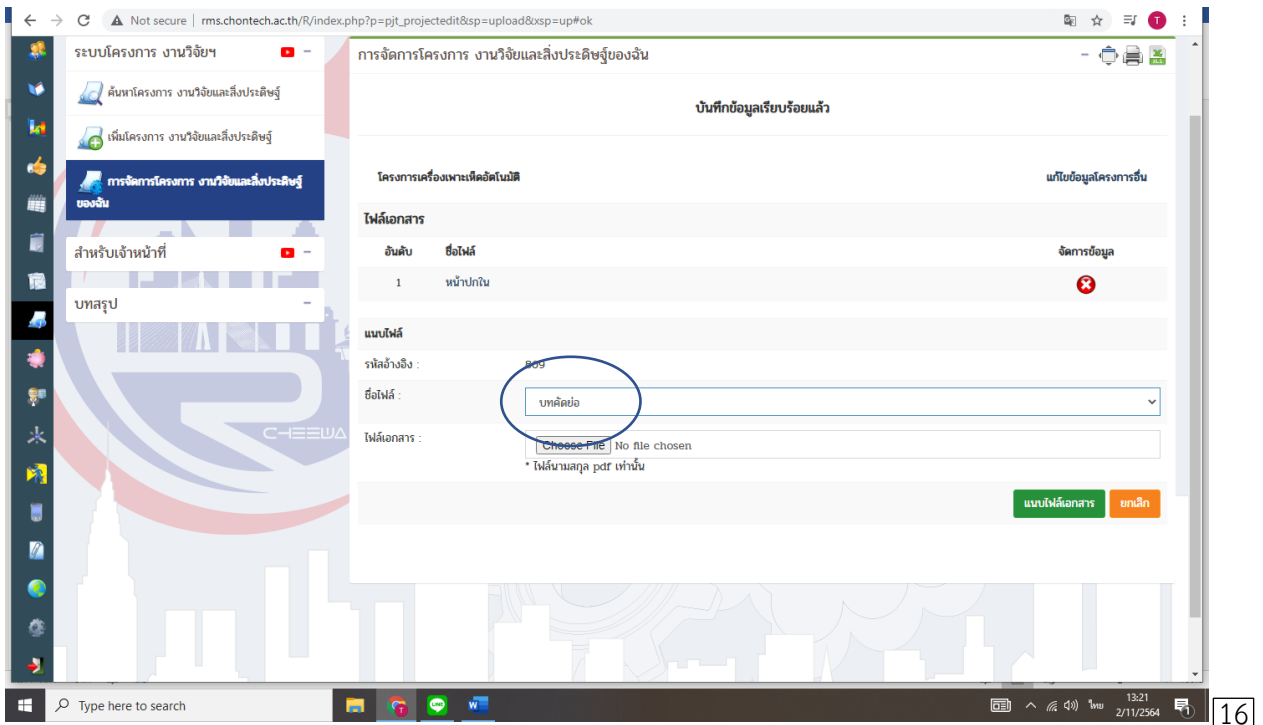 Not secure | rms.chontech.ac.th/R/index.php?p=pjt_projectedit&sp=upload&xsp=up#ok
T
ระบบโครงการ งานวิจัยฯ
ค้นหาโครงการ งานวิจัยและสิ่งประดิษฐ์
เพิ่มโครงการ งานวิจัยและสิ่งประดิษฐ์
การจัดการโครงการ งานวิจัยและสิ่งประดิษฐ์
ของฉัน
สำหรับเจ้าหน้าที่
บทสรุป
CHEEWA
การจัดการโครงการ งานวิจัยและสิ่งประดิษฐ์ของฉัน
XLS
บันทึกข้อมูลเรียบร้อยแล้ว
โครงการเครื่องเพาะเห็ดอัตโนมัติ แก้ไขข้อมูลโครงการอื่น
ไฟล์เอกสาร
อันดับ ชื่อไฟล์ จัดการข้อมูล
1 หน้าปกใน
แนบไฟล์
รหัสอ้างอิง : 869
ชื่อไฟล์ : บทคัดย่อ
ไฟล์เอกสาร : Choose File No file chosen
* ไฟล์นามสกุล pdf เท่านั้น
แนบไฟล์เอกสาร ยกเลิก
Type here to search
ไทย
13:21
2/11/2564
1
16